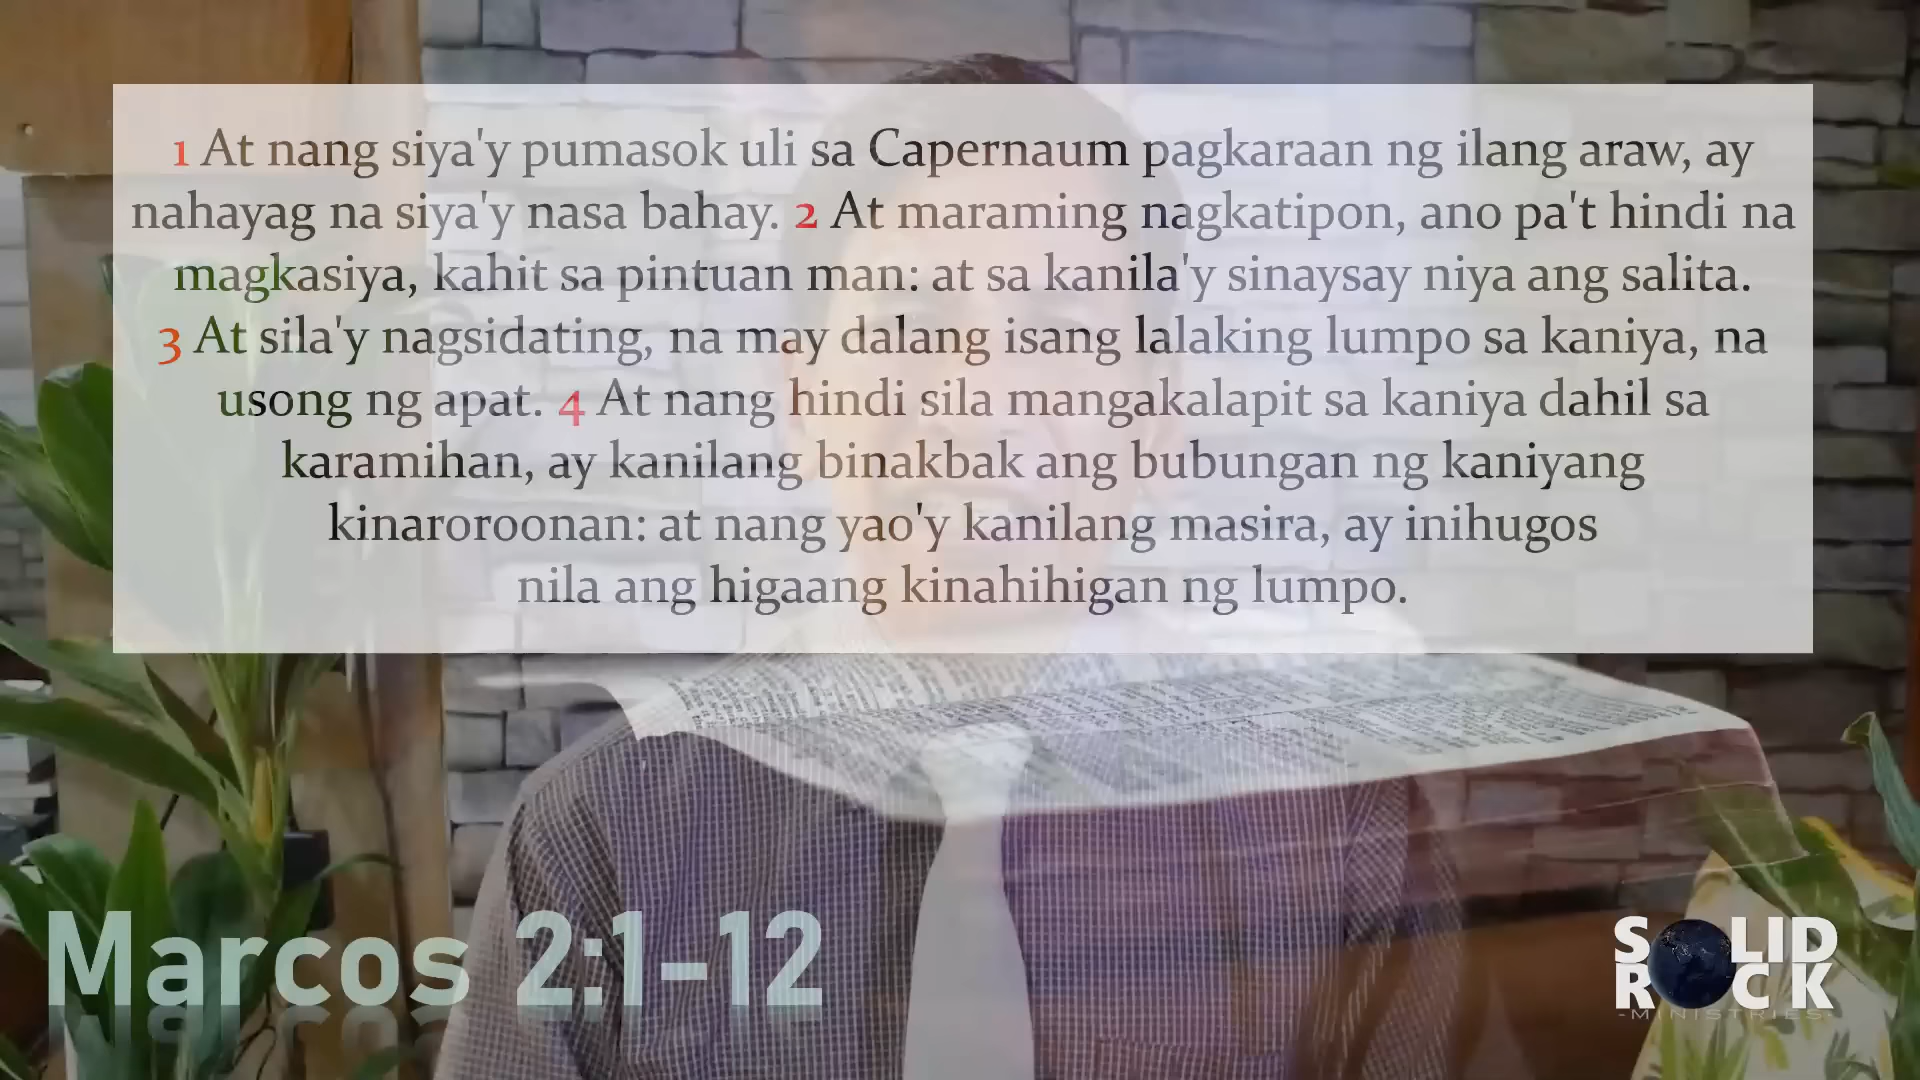 1 At nang siya'y pumasok uli sa Capernaum pagkaraan ng ilang araw, ay
nahayag na siya'y nasa bahay. 2 At maraming nagkatipon, ano pa't hindi na
magkasiya, kahit sa pintuan man: at sa kanila'y sinaysay niya ang salita.
3 At sila'y nagsidating, na may dalang isang lalaking lumpo sa kaniya, na
usong ng apat. 4 At nang hindi sila mangakalapit sa kaniya dahil sa
karamihan, ay kanilang binakbak ang bubungan ng kaniyang
kinaroroonan: at nang yao'y kanilang masira, ay inihugos
nila ang higaang kinahihigan ng lumpo.
Marcos 2:1-12
SOLID
ROCK
-MINISTRIES-